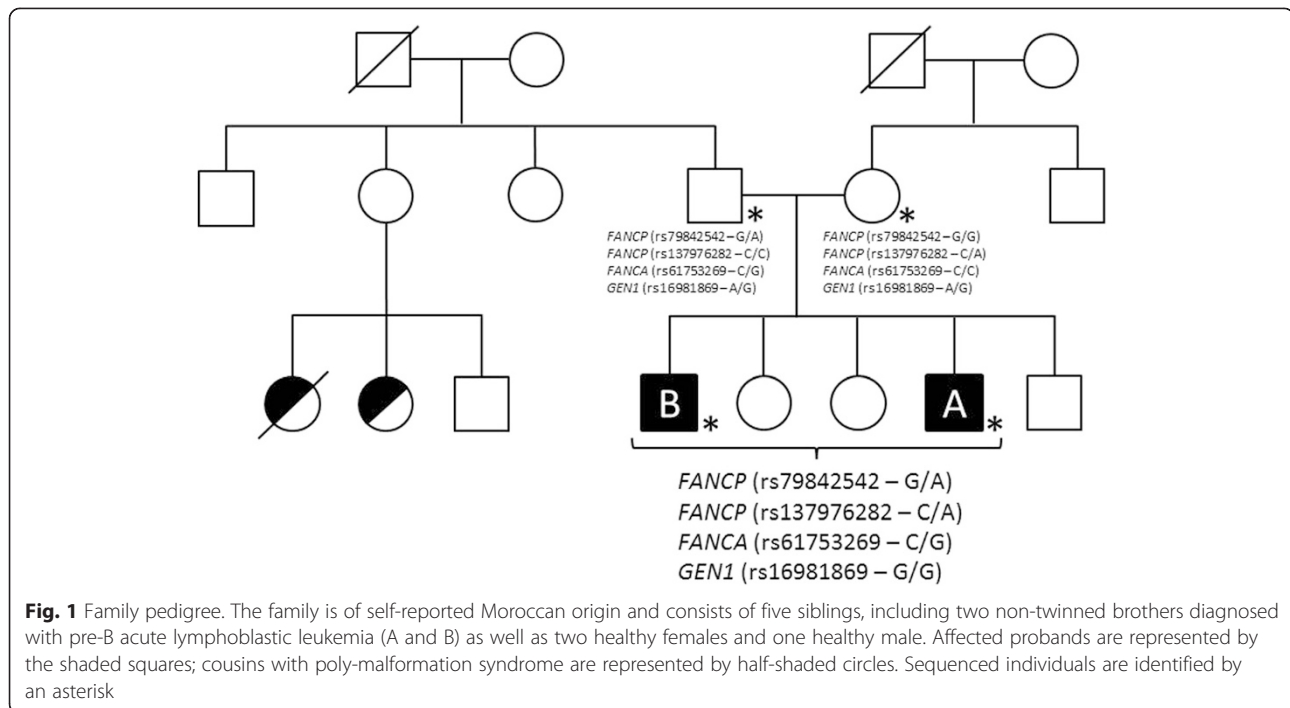 *
*
FANCP (rs79842542–G/A)
FANCP (rs137976282–C/C)
FANCA (rs61753269–C/G)
GEN1 (rs16981869–A/G)
FANCP (rs79842542–G/G)
FANCP (rs137976282–C/A)
FANCA (rs61753269–C/C)
GEN1 (rs16981869–A/G)
B
*
A
*
FANCP (rs79842542 – G/A)
FANCP (rs137976282 – C/A)
FANCA (rs61753269 – C/G)
GEN1 (rs16981869 – G/G)
Fig. 1 Family pedigree. The family is of self-reported Moroccan origin and consists of five siblings, including two non-twinned brothers diagnosed
with pre-B acute lymphoblastic leukemia (A and B) as well as two healthy females and one healthy male. Affected probands are represented by
the shaded squares; cousins with poly-malformation syndrome are represented by half-shaded circles. Sequenced individuals are identified by
an asterisk